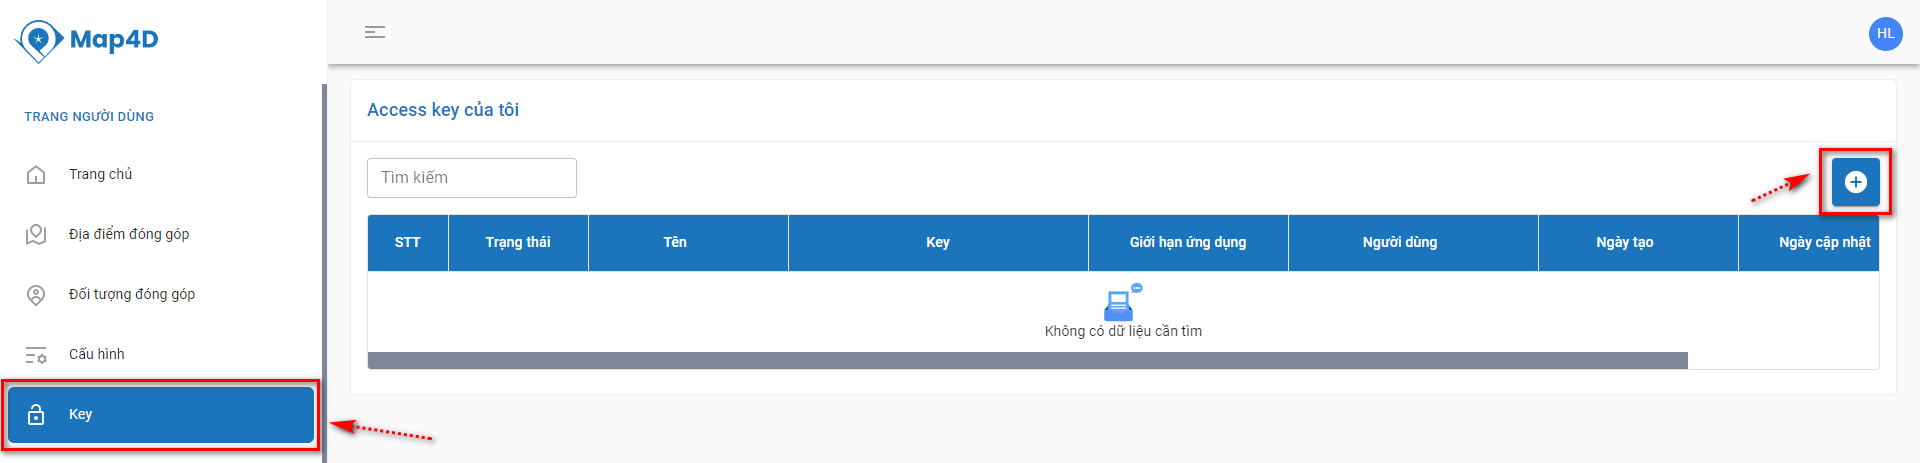 Map4D
HL
TRANG NGƯỜI DÙNG
Trang chủ
Địa điểm đóng góp
Đối tượng đóng góp
Cấu hình
Key
Access key của tôi
Tìm kiếm
STT Trạng thái Tên Key Giới hạn ứng dụng Người dùng Ngày tạo Ngày cập nhật
Không có dữ liệu cần tìm